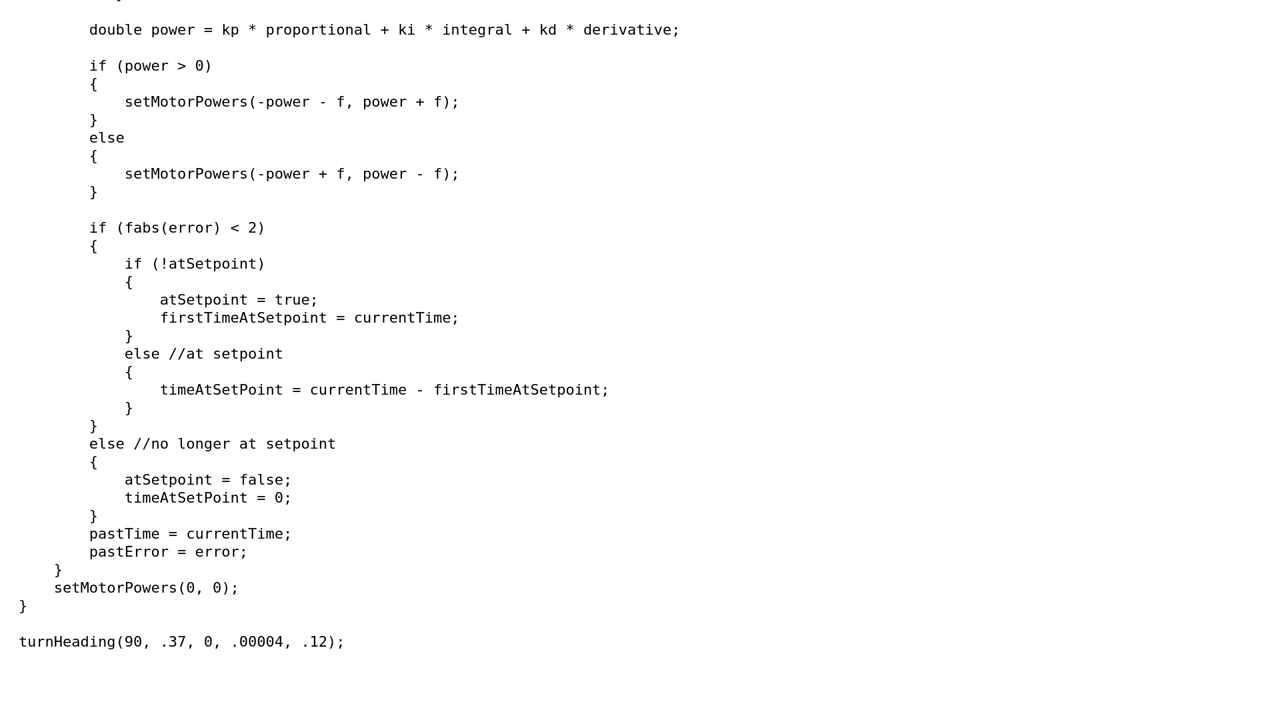 double power = kp * proportional + ki * integral + kd * derivative;
if (power > 0)
{
setMotorPowers(-power - f, power + f);
}
else
{
setMotorPowers(-power + f, power - f);
}
if (fabs(error) < 2)
{
if (!atSetpoint)
{
atSetpoint = true;
firstTimeAtSetpoint = currentTime;
}
else //at setpoint
{
timeAtSetPoint = currentTime - firstTimeAtSetpoint;
}
}
else //no longer at setpoint
{
atSetpoint = false;
timeAtSetPoint = 0;
}
pastTime = currentTime;
pastError = error;
}
setMotorPowers(0, 0);
}
turnHeading(90, .37, 0, .00004, .12);